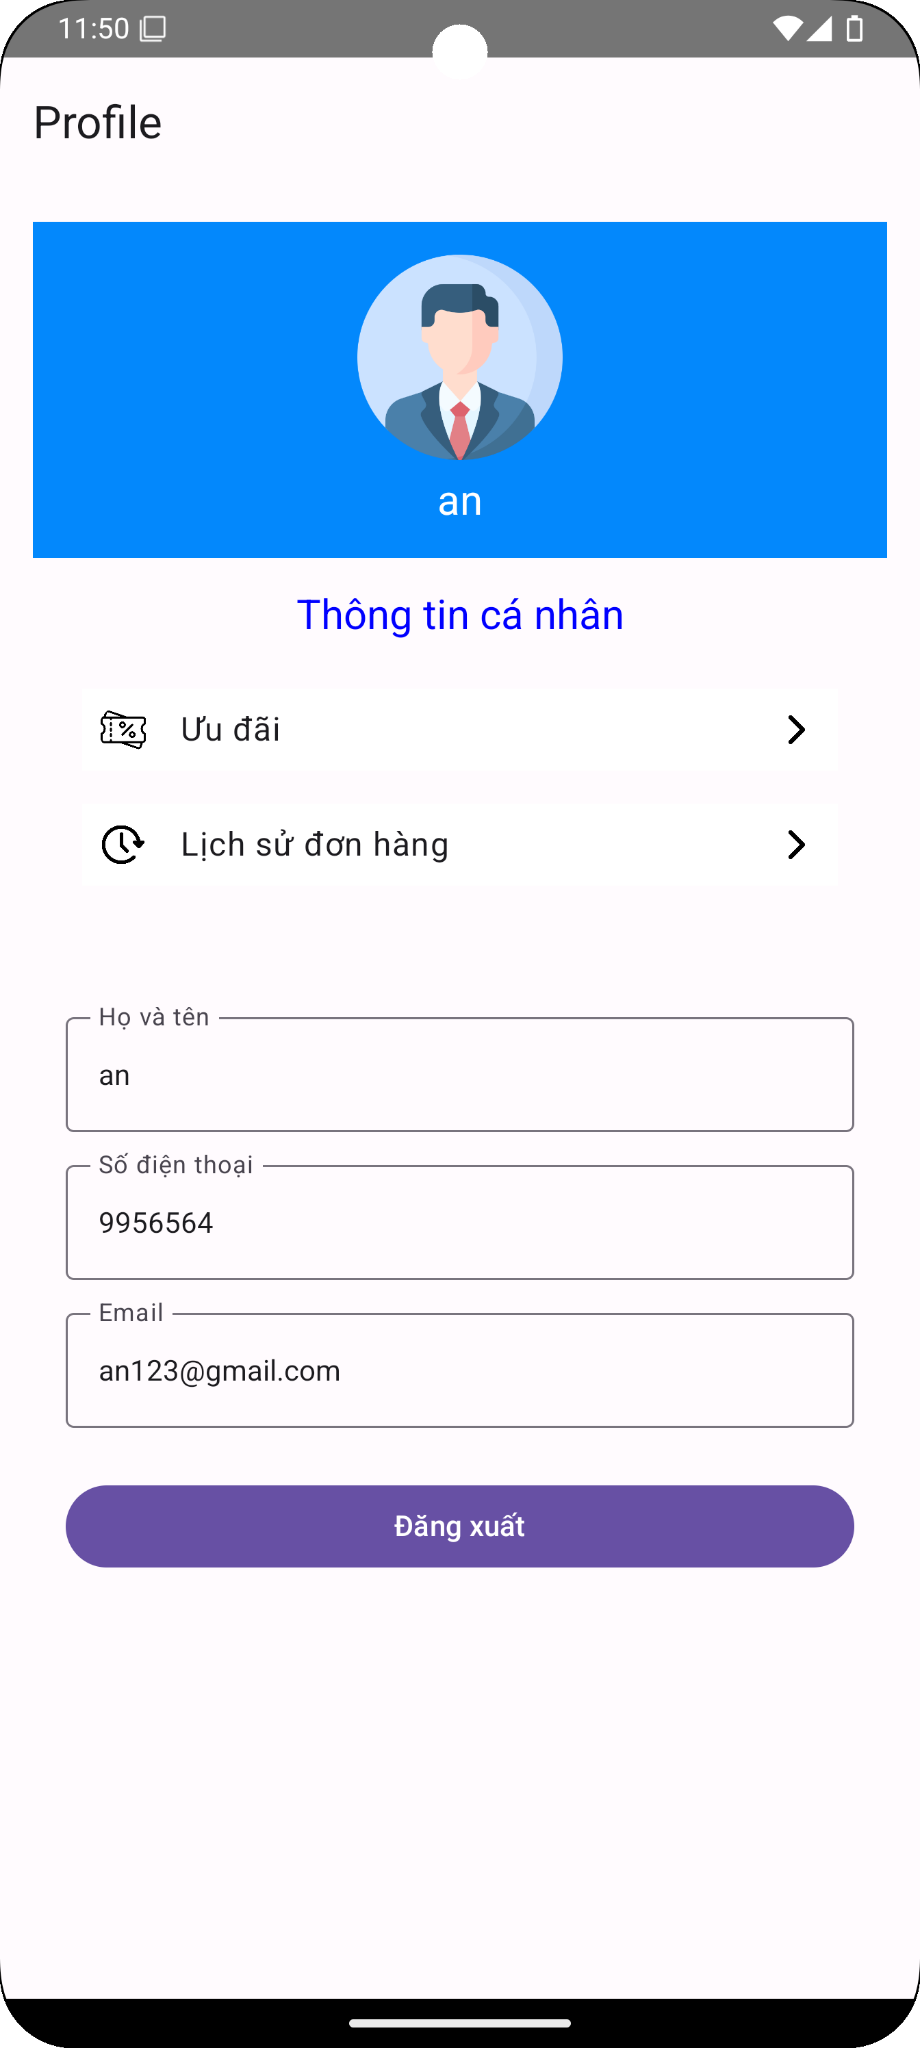 11:50
Profile
an
Thông tin cá nhân
Ưu đãi
Lịch sử đơn hàng
Họ và tên
an
Số điện thoại
9956564
Email
an123@gmail.com
Đăng xuất